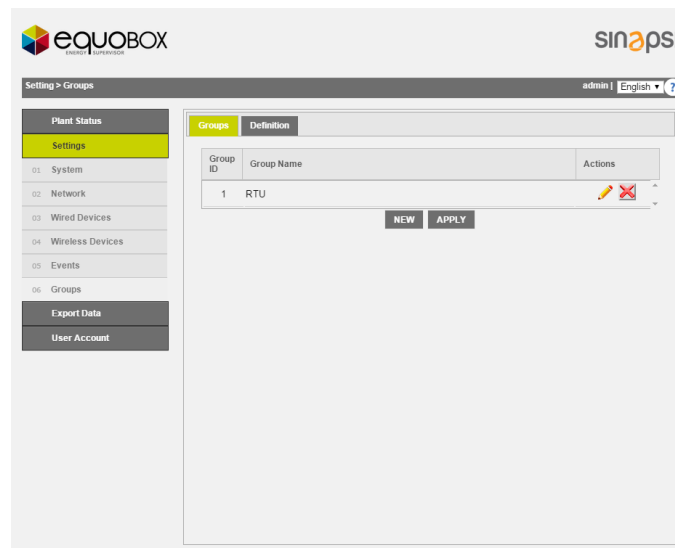 equoBOX
ENERGY SUPERVISOR
sinaps
Setting > Groups
admin | English
?
Plant Status
Settings
01 System
02 Network
03 Wired Devices
04 Wireless Devices
05 Events
06 Groups
Export Data
User Account
Groups Definition
Group ID Group Name Actions
1 RTU
NEW APPLY